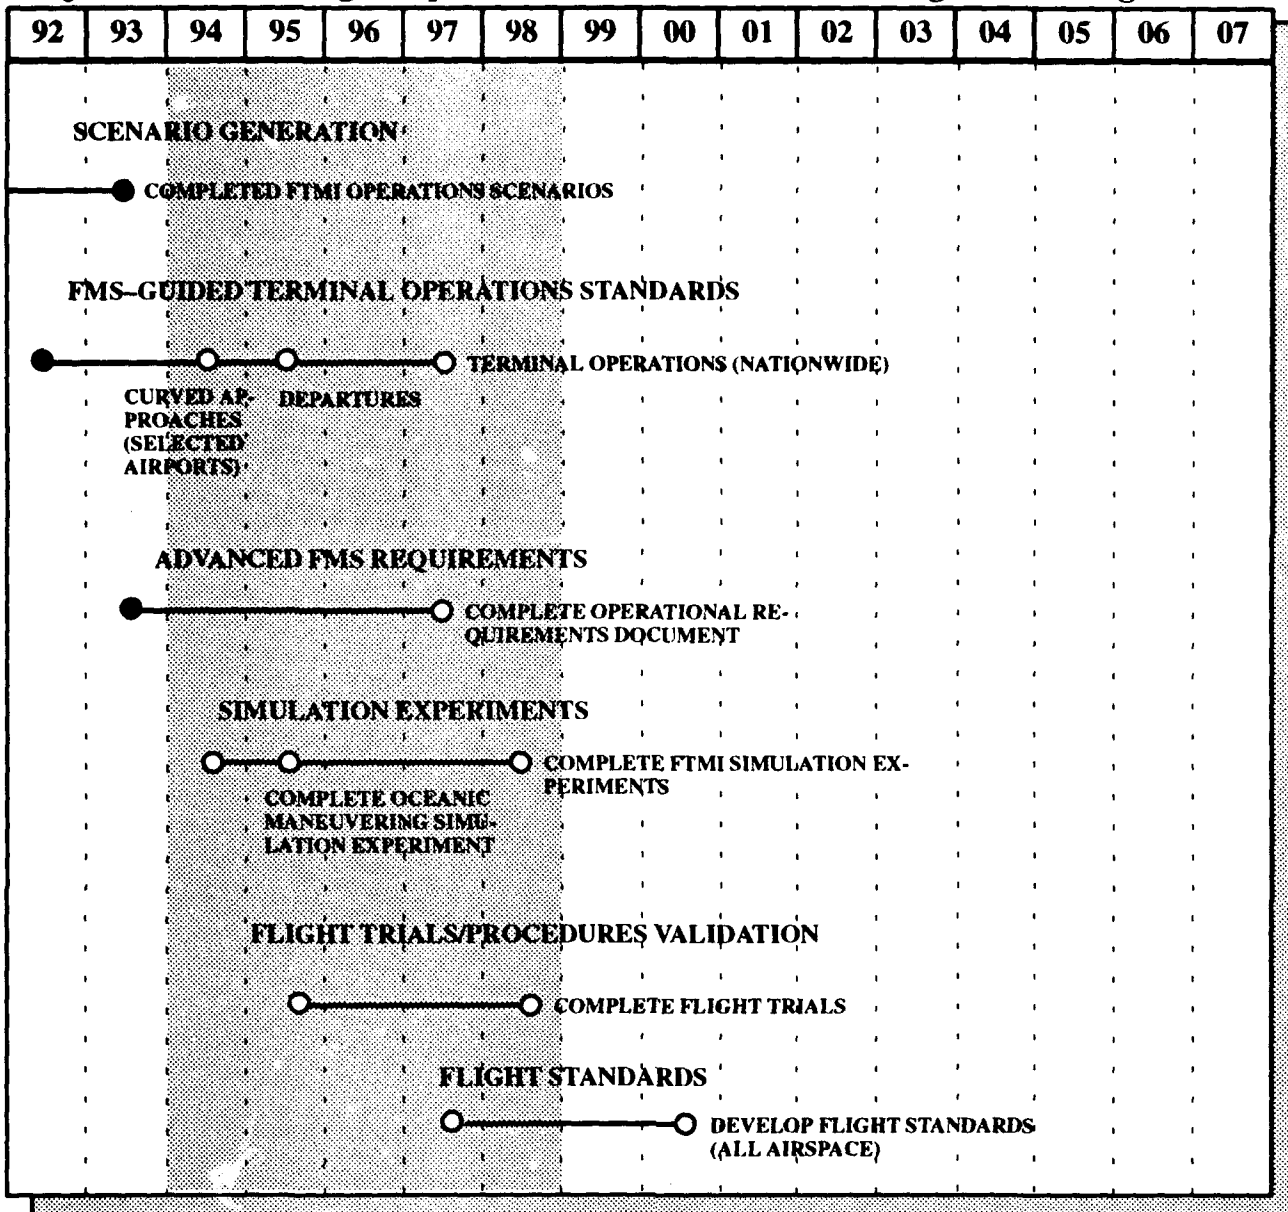 92 93 94 95 96 97 98 99 00 01 02 03 04 05 06 07
SCENARIO GENERATION
COMPLETED FTMI OPERATIONS SCENARIOS
FMS-GUIDED TERMINAL OPERATIONS STANDARDS
TERMINAL OPERATIONS (NATIONWIDE)
CURVED AP-
PROACHES
(SELECTED
AIRPORTS)
DEPARTURES
ADVANCED FMS REQUIREMENTS
COMPLETE OPERATIONAL RE-
QUIREMENTS DOCUMENT
SIMULATION EXPERIMENTS
COMPLETE FTMI SIMULATION EX-
PERIMENTS
COMPLETE OCEANIC
MANEUVERING SIMU-
LATION EXPERIMENT
FLIGHT TRIALS/PROCEDURES VALIDATION
COMPLETE FLIGHT TRIALS
FLIGHT STANDARDS
DEVELOP FLIGHT STANDARDS
(ALL AIRSPACE)